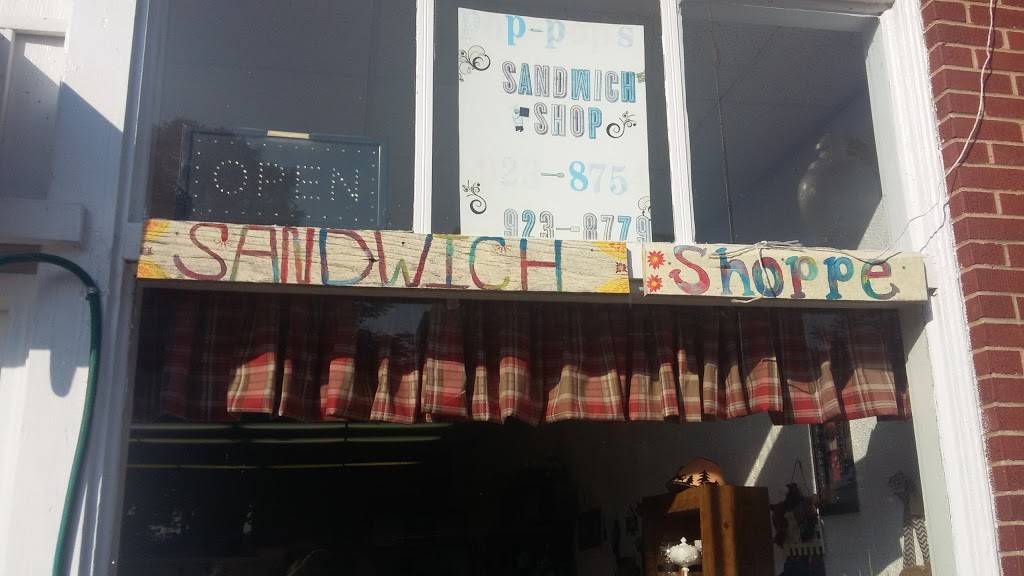 SANDWICH
SHOP
OPEN
923-8779
SANDWICH Shoppe